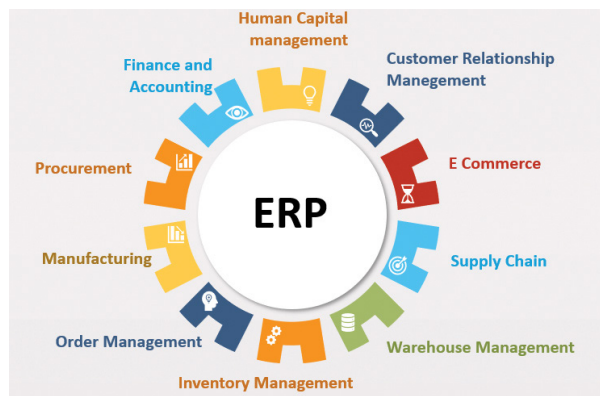 Human Capital
management
Customer Relationship
Manegement
E Commerce
Supply Chain
Warehouse Management
Inventory Management
Order Management
Manufacturing
Procurement
Finance and
Accounting
ERP